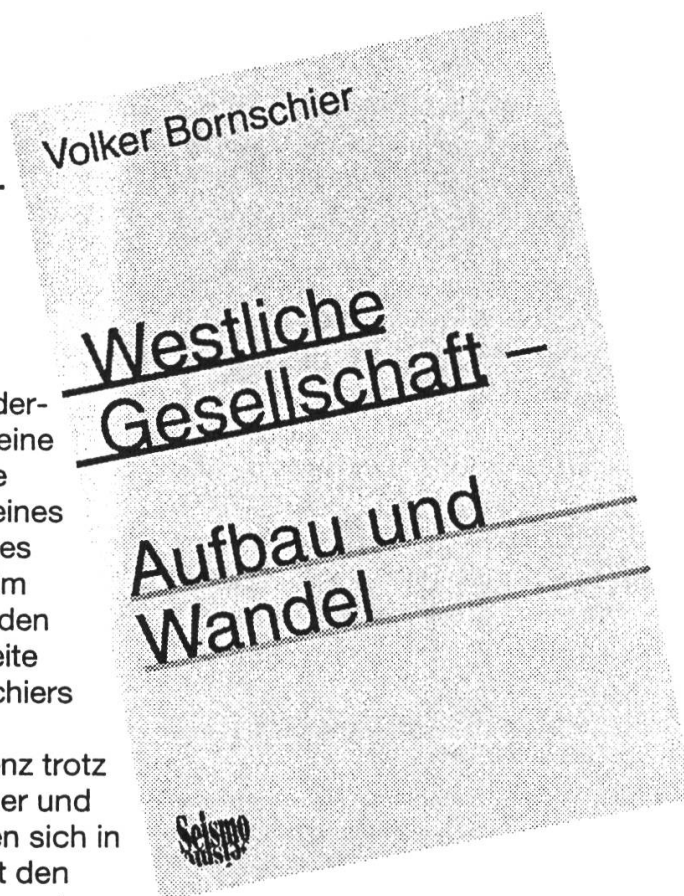 Volker Bornschier
Westliche
Gesellschaft –
Aufbau und
Wandel
Seismo
der-
eine
e
eines
es
m
den
eite
chiers
nz trotz
er und
en sich in
t den